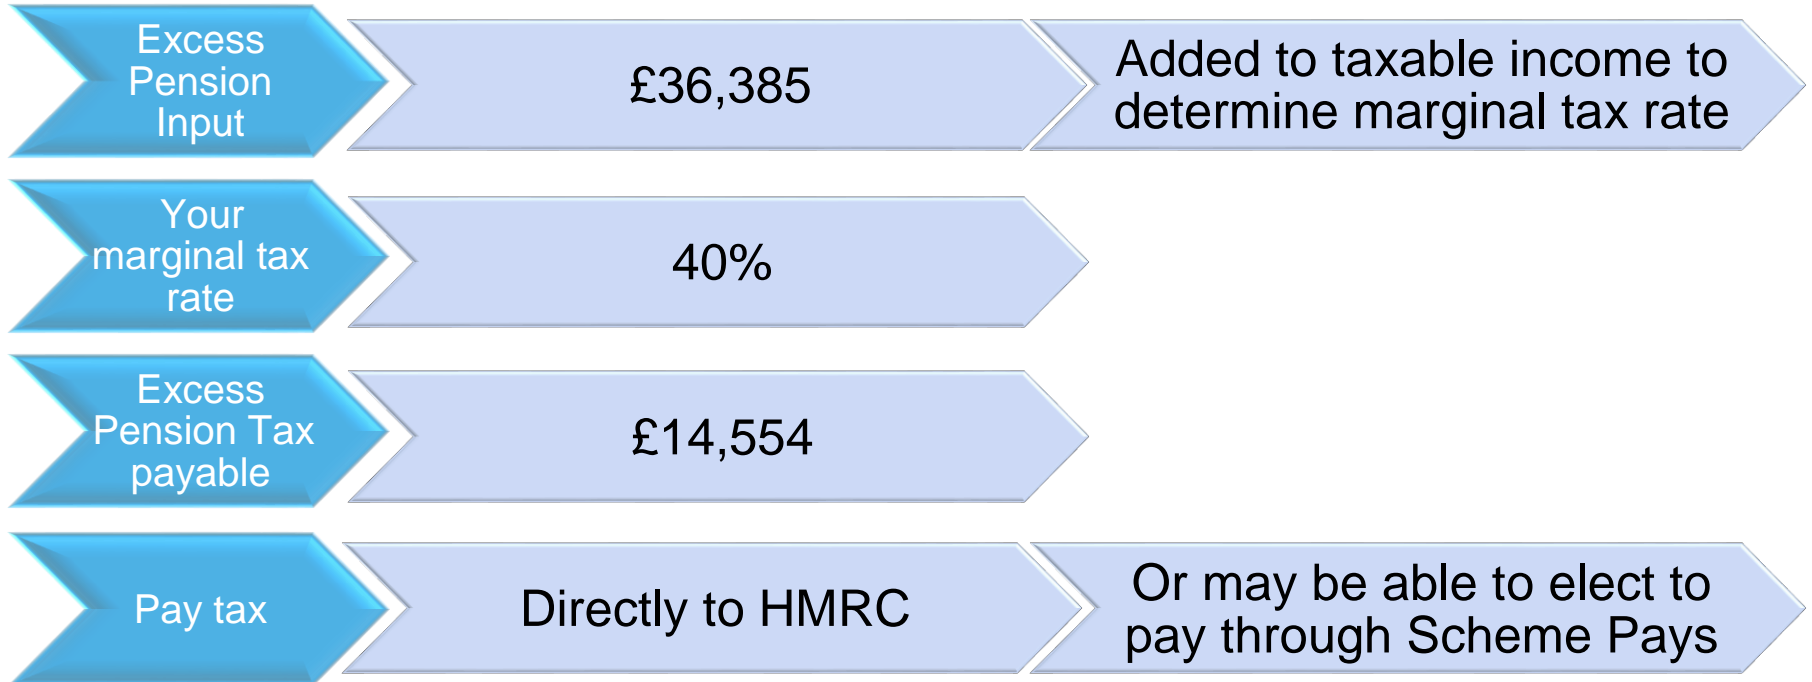 Excess
Pension
Input
£36,385
Added to taxable income to
determine marginal tax rate
Your
marginal tax
rate
40%
Excess
Pension Tax
payable
£14,554
Pay tax
Directly to HMRC
Or may be able to elect to
pay through Scheme Pays